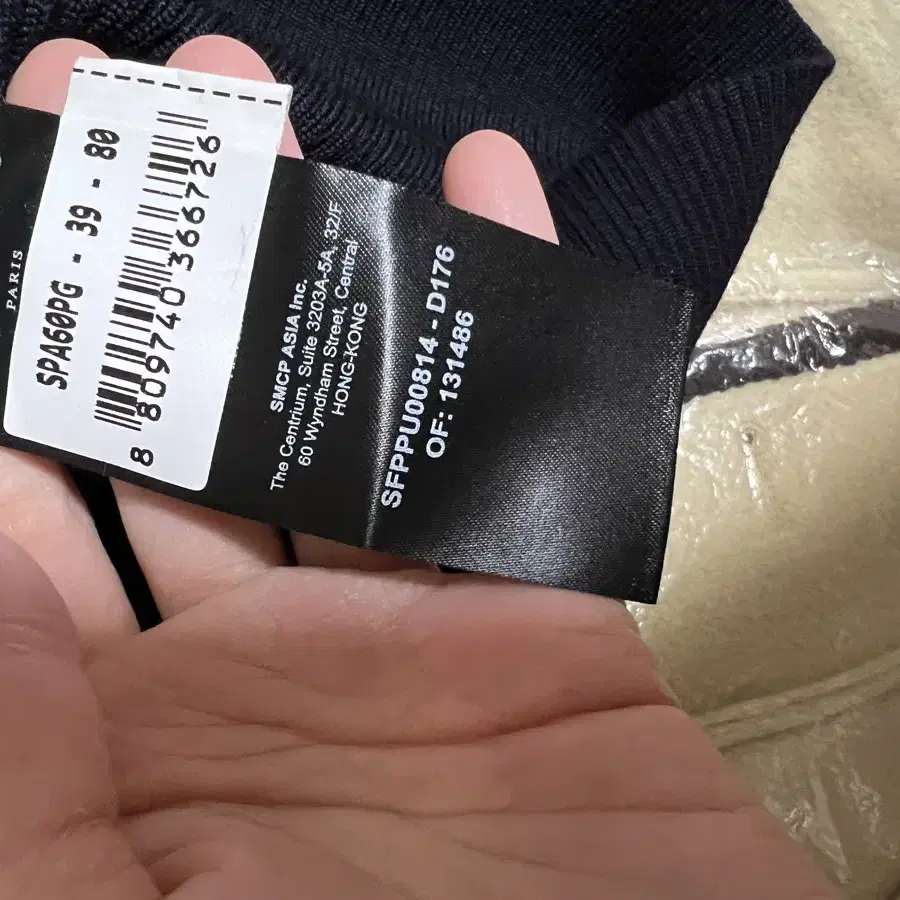 PARIS
SPA60PG - 39 - 80
8 809740 366726
SMCP ASIA Inc.
The Centrium, Suite 3203A-5A, 32/F
60 Wyndham Street, Central
HONG-KONG
SFPPU00814 - D176
OF: 131486